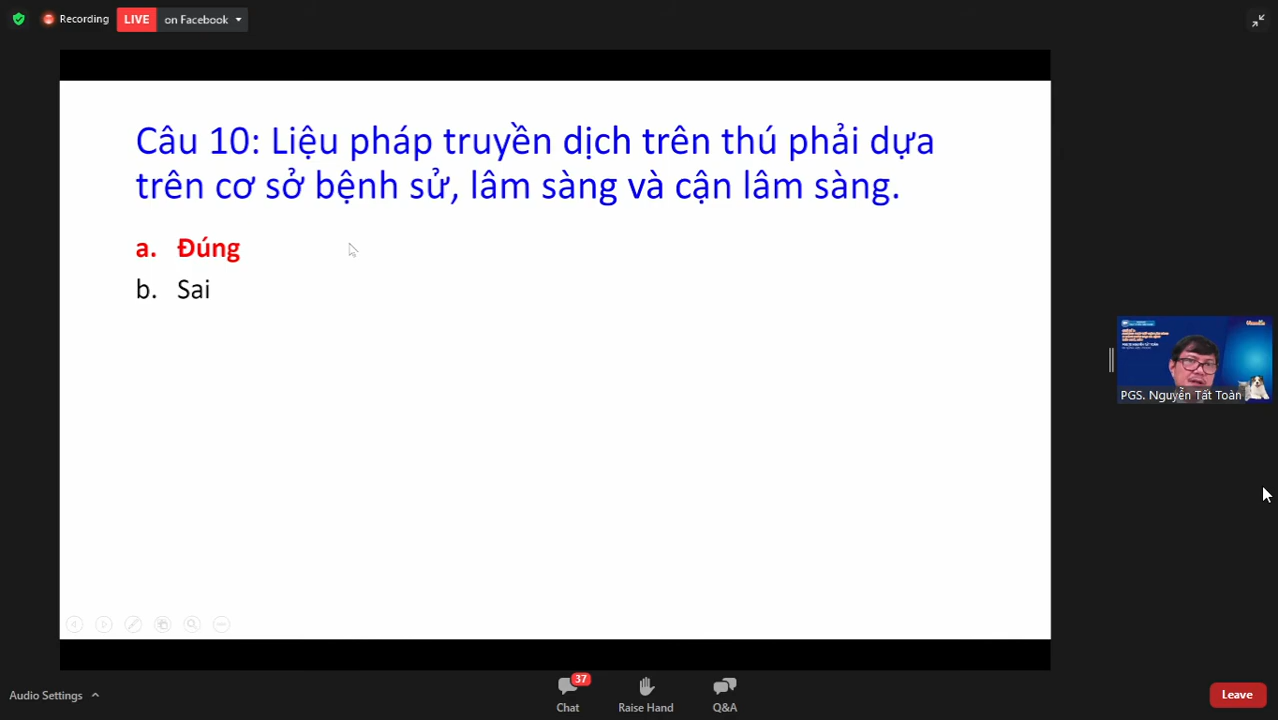 Recording
LIVE
on Facebook
Câu 10: Liệu pháp truyền dịch trên thú phải dựa
trên cơ sở bệnh sử, lâm sàng và cận lâm sàng.
a. Đúng
b. Sai
PGS. Nguyễn Tất Toàn
Audio Settings
37
Chat
Raise Hand
Q&A
Leave